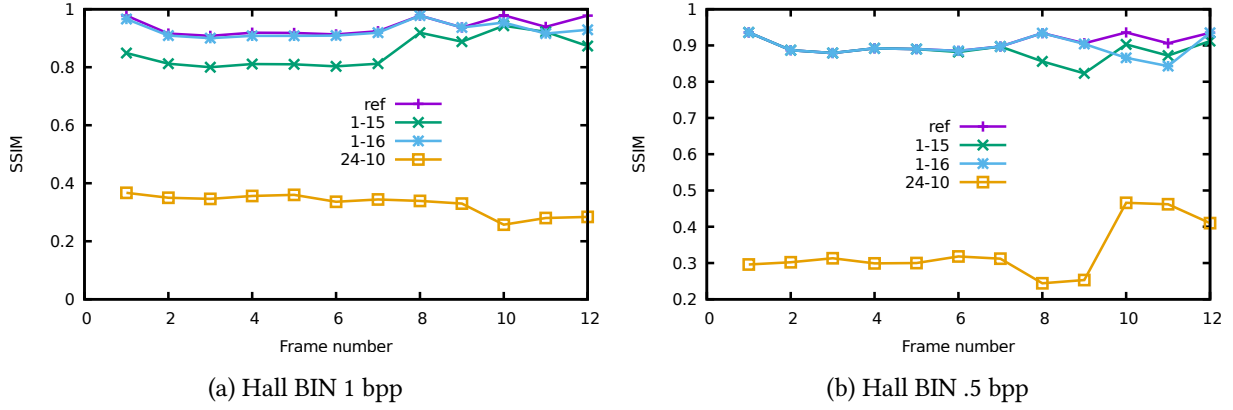 SSIM
1
0.8
0.6
0.4
0.2
0
0 2 4 6 8 10 12
Frame number
ref
1-15
1-16
24-10
(a) Hall BIN 1 bpp
SSIM
1
0.9
0.8
0.7
0.6
0.5
0.4
0.3
0.2
0 2 4 6 8 10 12
Frame number
ref
1-15
1-16
24-10
(b) Hall BIN .5 bpp